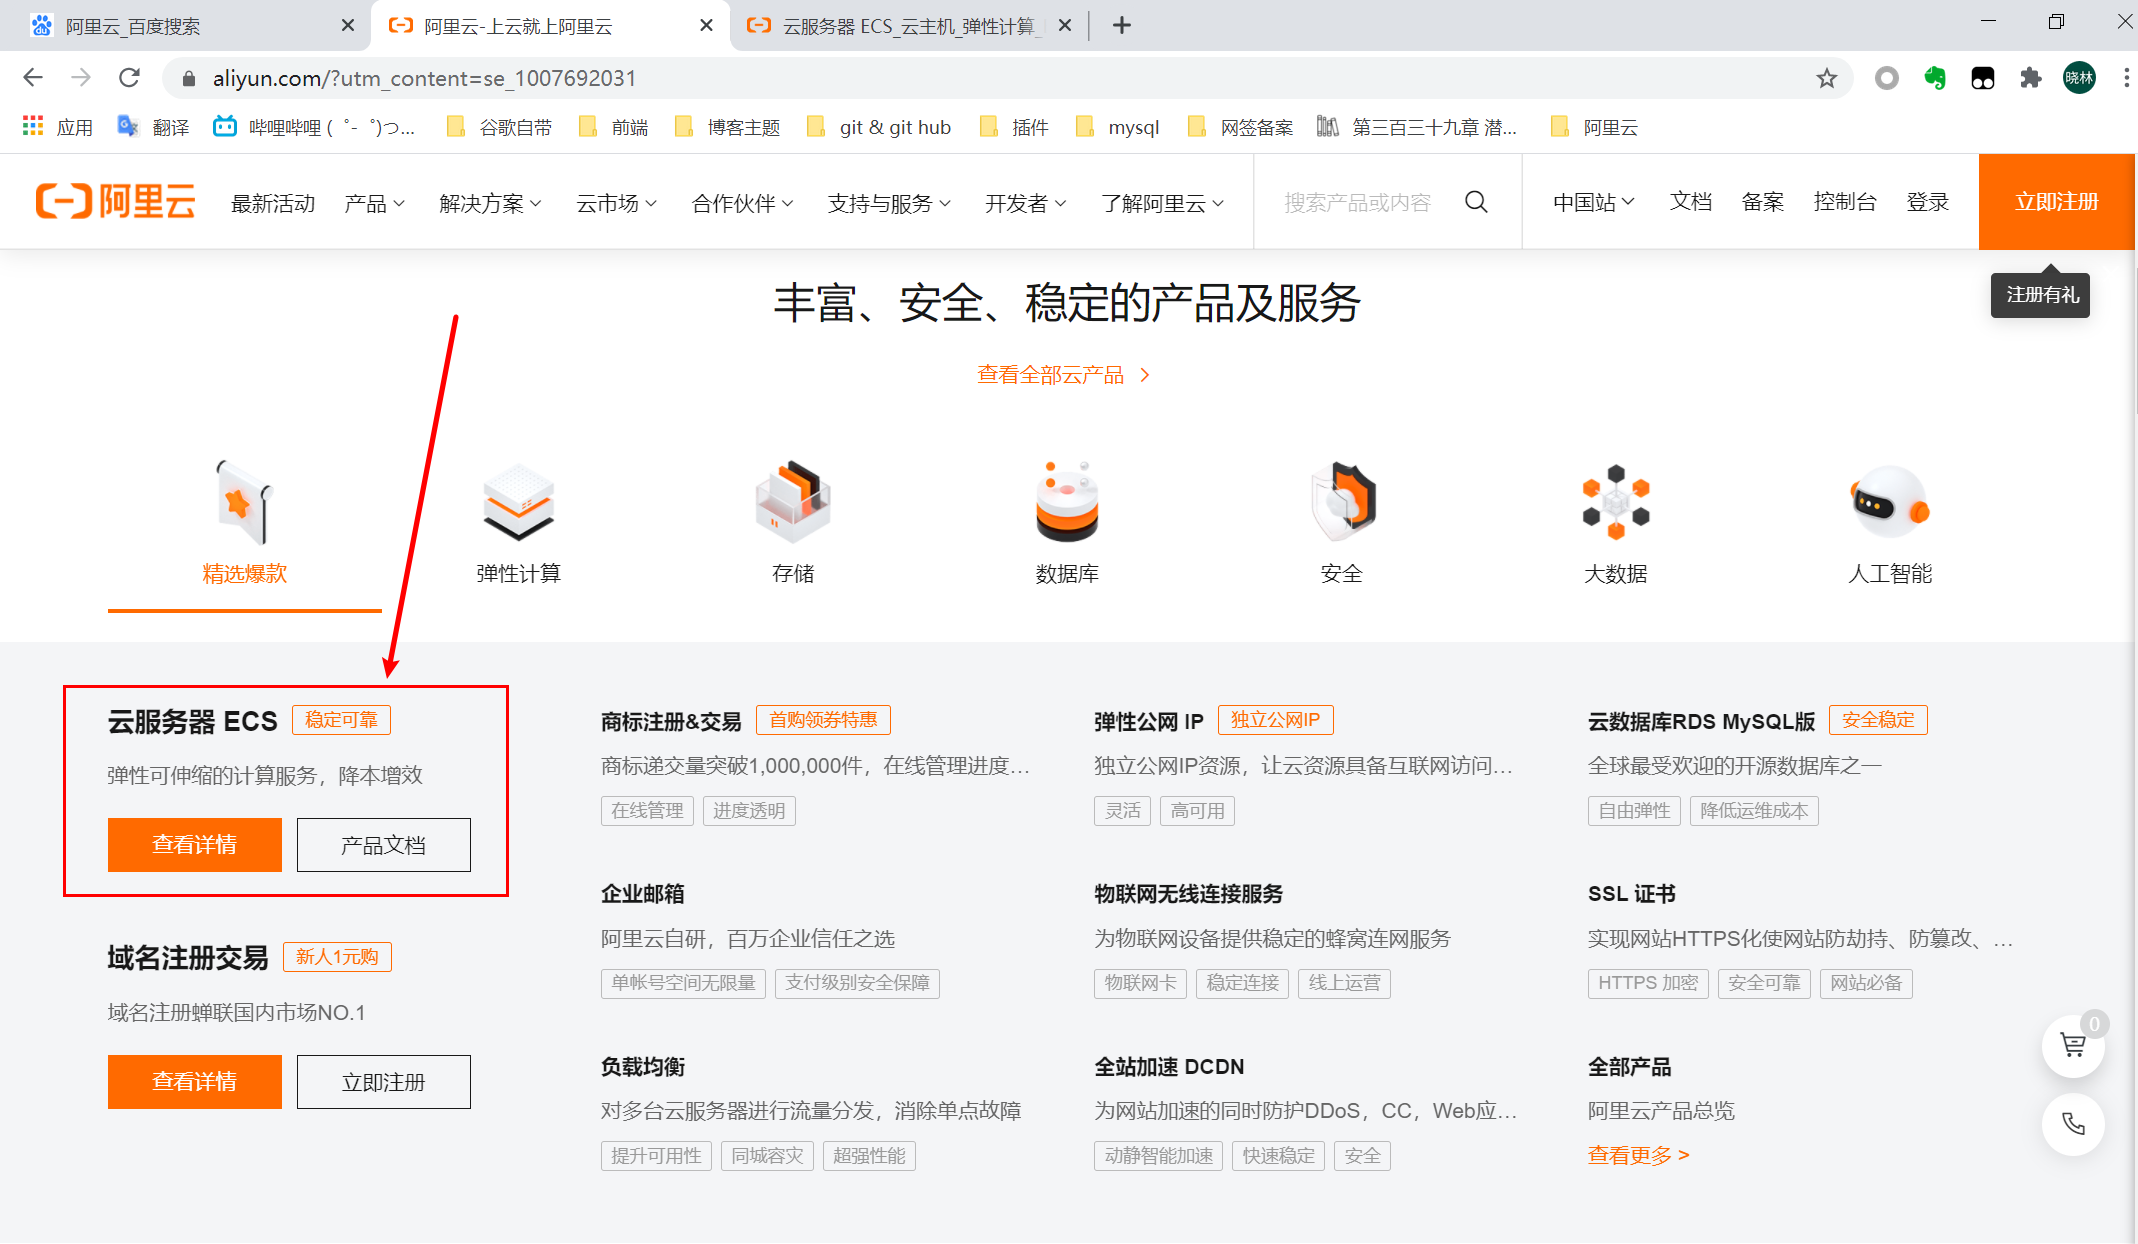 阿里云_百度搜索
阿里云-上云就上阿里云
云服务器 ECS_云主机_弹性计算_
aliyun.com/?utm_content=se_1007692031
晓林
应用
翻译
哔哩哔哩 ( ゜- ゜)つ...
谷歌自带
前端
博客主题
git & git hub
插件
mysql
网签备案
第三百三十九章 潜...
阿里云
阿里云
最新活动
产品
解决方案
云市场
合作伙伴
支持与服务
开发者
了解阿里云
搜索产品或内容
中国站
文档
备案
控制台
登录
立即注册
注册有礼
丰富、安全、稳定的产品及服务
查看全部云产品 >
精选爆款
弹性计算
存储
数据库
安全
大数据
人工智能
云服务器 ECS 稳定可靠
弹性可伸缩的计算服务，降本增效
查看详情 产品文档
域名注册交易 新人1元购
域名注册蝉联国内市场NO.1
查看详情 立即注册
商标注册&交易 首购领券特惠
商标递交量突破1,000,000件，在线管理进度...
在线管理 进度透明
弹性公网 IP 独立公网IP
独立公网IP资源，让云资源具备互联网访问...
灵活 高可用
云数据库RDS MySQL版 安全稳定
全球最受欢迎的开源数据库之一
自由弹性 降低运维成本
企业邮箱
阿里云自研，百万企业信任之选
单帐号空间无限量 支付级别安全保障
物联网无线连接服务
为物联网设备提供稳定的蜂窝连网服务
物联网卡 稳定连接 线上运营
SSL 证书
实现网站HTTPS化使网站防劫持、防篡改、...
HTTPS 加密 安全可靠 网站必备
负载均衡
对多台云服务器进行流量分发，消除单点故障
提升可用性 同城容灾 超强性能
全站加速 DCDN
为网站加速的同时防护DDoS，CC，Web应...
动静智能加速 快速稳定 安全
全部产品
阿里云产品总览
查看更多 >
0